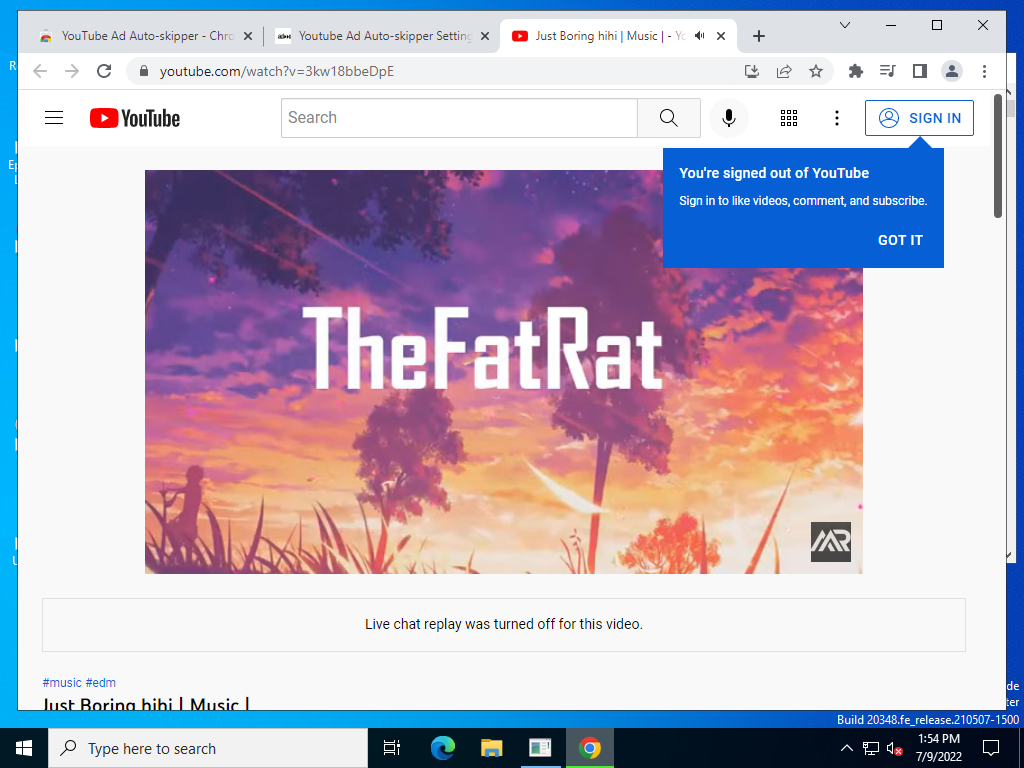 YouTube Ad Auto-skipper - Chro
Youtube Ad Auto-skipper Setting
Just Boring hihi | Music | - Yo
youtube.com/watch?v=3kw18bbeDpE
YouTube
Search
SIGN IN
You're signed out of YouTube
Sign in to like videos, comment, and subscribe.
GOT IT
TheFatRat
Live chat replay was turned off for this video.
#music #edm
Just Boring hihi | Music |
Build 20348.fe_release.210507-1500
Type here to search
1:54 PM
7/9/2022